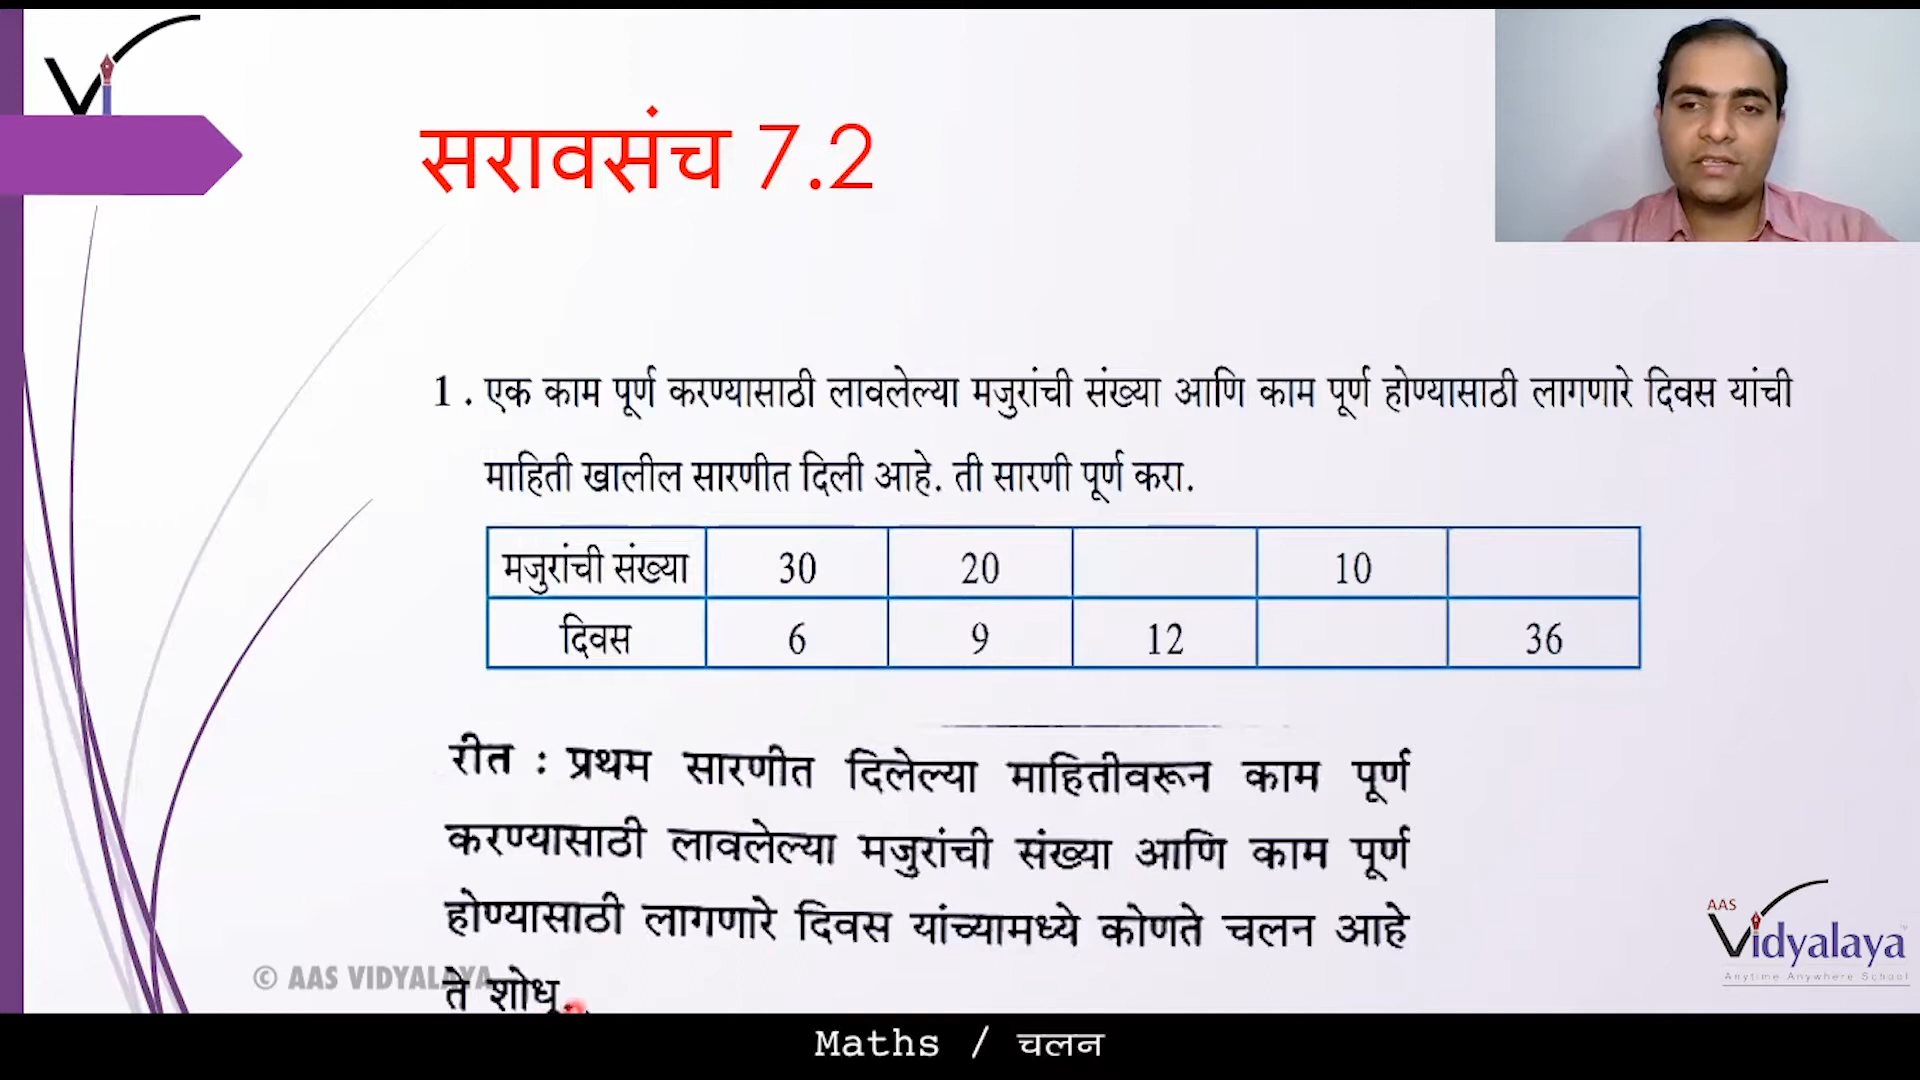 सरावसंच 7.2
1. एक काम पूर्ण करण्यासाठी लावलेल्या मजुरांची संख्या आणि काम पूर्ण होण्यासाठी लागणारे दिवस यांची
माहिती खालील सारणीत दिली आहे. ती सारणी पूर्ण करा.
मजुरांची संख्या 30 20 10
दिवस 6 9 12 36
रीत : प्रथम सारणीत दिलेल्या माहितीवरून काम पूर्ण
करण्यासाठी लावलेल्या मजुरांची संख्या आणि काम पूर्ण
होण्यासाठी लागणारे दिवस यांच्यामध्ये कोणते चलन आहे
ते शोधू.
© AAS VIDYALAYA
AAS
Vidyalaya
Anytime Anywhere School
Maths / चलन